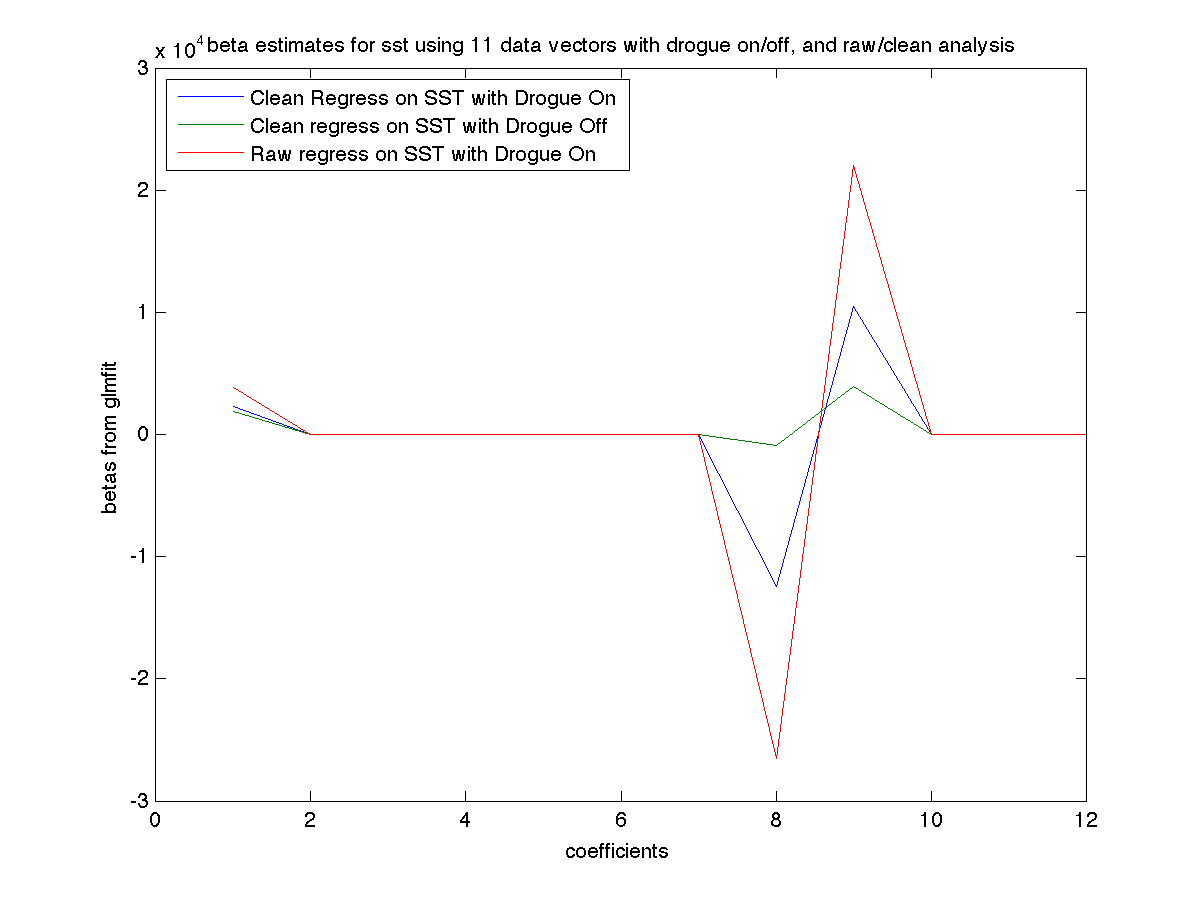 x 10^4 beta estimates for sst using 11 data vectors with drogue on/off, and raw/clean analysis
3
Clean Regress on SST with Drogue On
Clean regress on SST with Drogue Off
Raw regress on SST with Drogue On
2
1
0
-1
-2
-3
betas from glmfit
0 2 4 6 8 10 12
coefficients